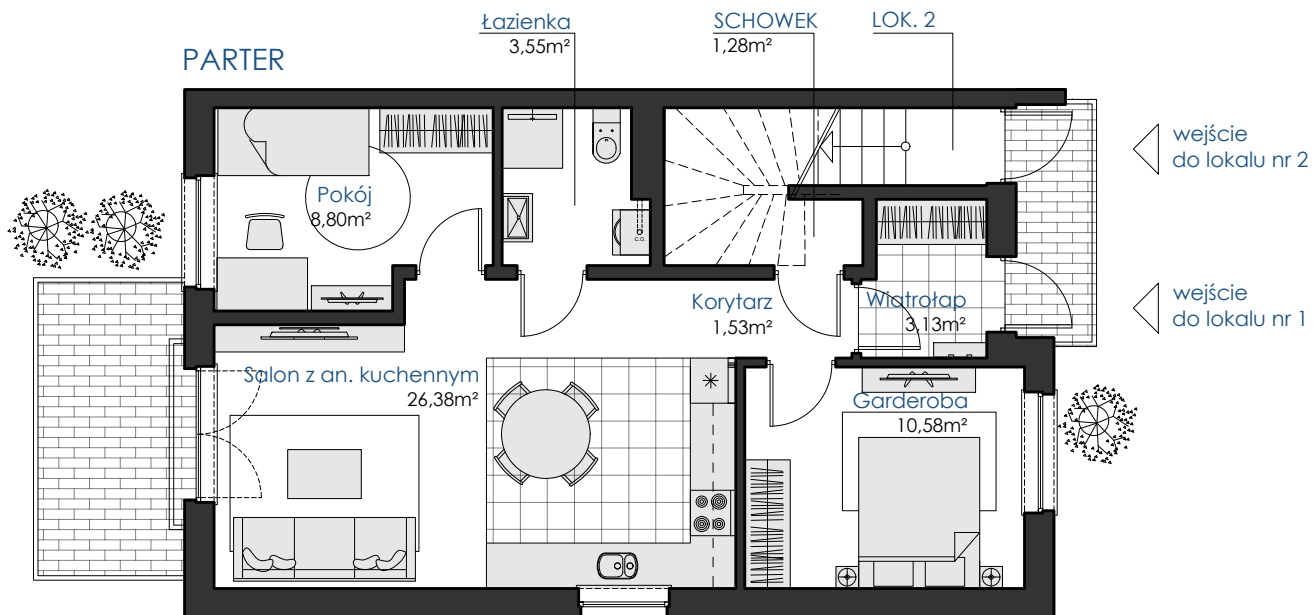 Łazienka
3,55m²
SCHOWEK
1,28m²
LOK. 2
PARTER
wejście
do lokalu nr 2
Pokój
8,80m²
C.O.
Korytarz
1,53m²
Wiatrołap
3,13m²
wejście
do lokalu nr 1
Salon z an. kuchennym
26,38m²
Garderoba
10,58m²